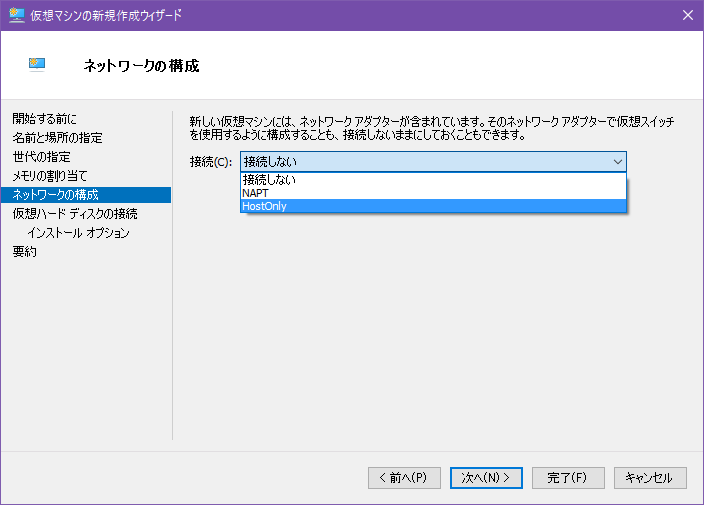 仮想マシンの新規作成ウィザード
ネットワークの構成
開始する前に
名前と場所の指定
世代の指定
メモリの割り当て
ネットワークの構成
仮想ハード ディスクの接続
インストール オプション
要約
新しい仮想マシンには、ネットワーク アダプターが含まれています。そのネットワーク アダプターで仮想スイッチ
を使用するように構成することも、接続しないままにしておくこともできます。
接続(C): 接続しない
接続しない
NAPT
HostOnly
< 前へ(P) 次へ(N) > 完了(F) キャンセル